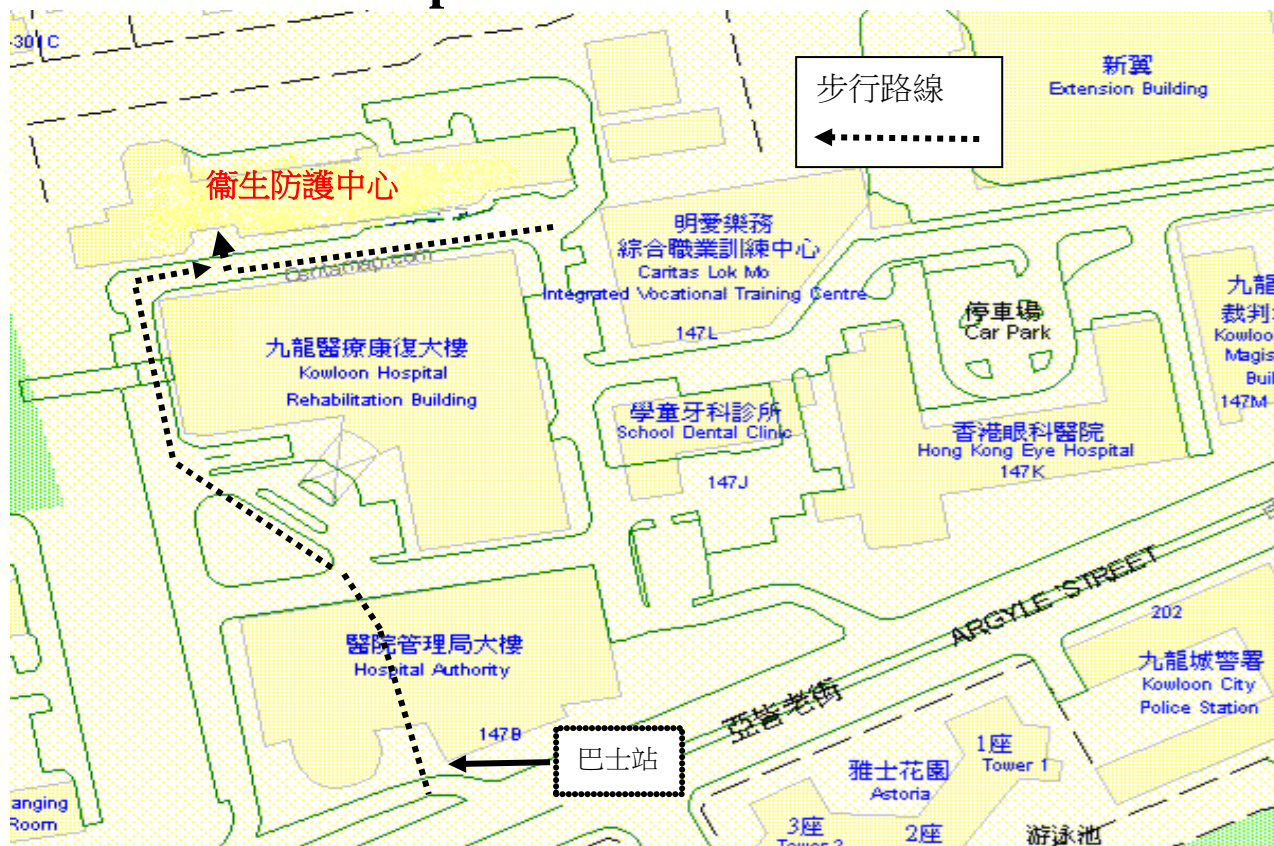 301C
新翼
Extension Building
步行路線
衞生防護中心
明愛樂務
綜合職業訓練中心
Caritas Lok Mo
Integrated Vocational Training Centre
147L
Centamap.com
停車場
Car Park
九龍
裁判
Kowloo
Magis
Buil
147M
九龍醫療康復大樓
Kowloon Hospital
Rehabilitation Building
學童牙科診所
School Dental Clinic
147J
香港眼科醫院
Hong Kong Eye Hospital
147K
ARGYLE STREET
202
醫院管理局大樓
Hospital Authority
147B
亞皆老街
九龍城警署
Kowloon City
Police Station
巴士站
1座
Tower 1
雅士花園
Astoria
anging
Room
3座
2座
游泳池